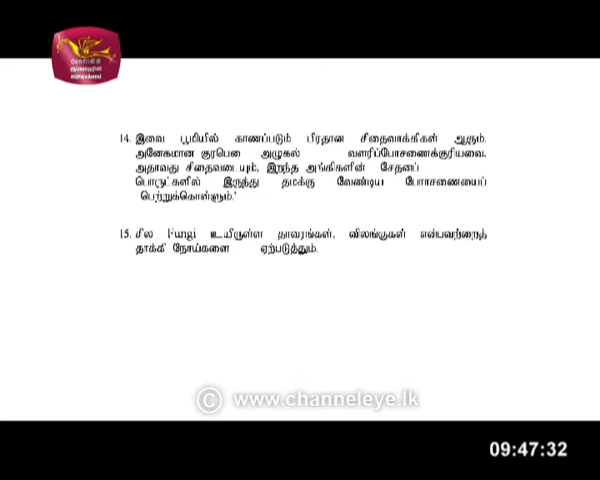 ROPAVAHINI
14. இவை பூமியில் காணப்படும் பிரதான சிதைவாக்கிகள் ஆகும்.
அனேகமான குரபெை அழுகல் வளரிப்போசணைக்குரியவை.
அதாவது சிதைவடையும், இறந்த அங்கிகளின் சேதனப்
பொருட்களில் இருந்து தமக்கு வேண்டிய போசணையைப்
பெற்றுக்கொள்ளும்.
15. சில Fungi உயிருள்ள தாவரங்கள், விலங்குகள் என்பவற்றைத்
தாக்கி நோய்களை ஏற்படுத்தும்.
© www.channeleye.lk
09:47:32